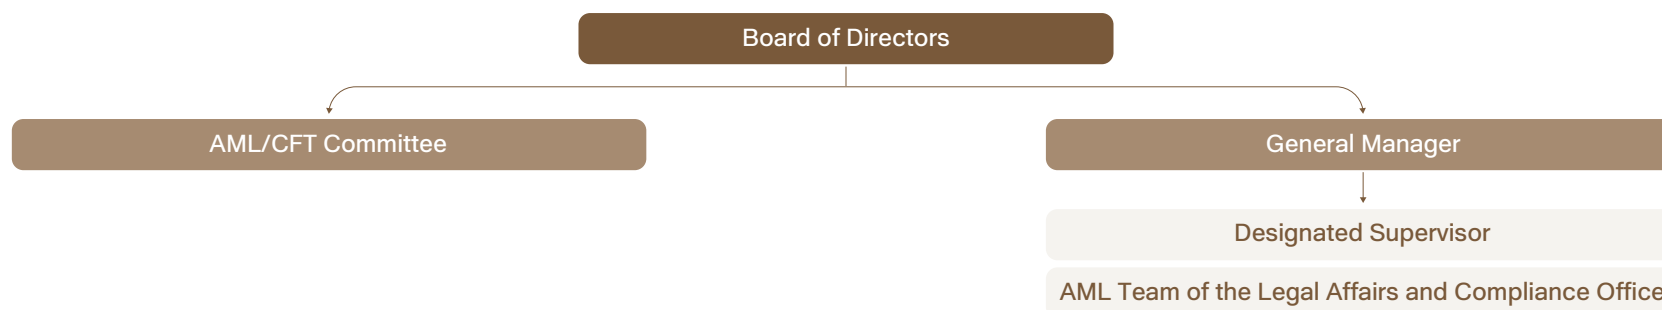 Board of Directors
AML/CFT Committee
General Manager
Designated Supervisor
AML Team of the Legal Affairs and Compliance Office